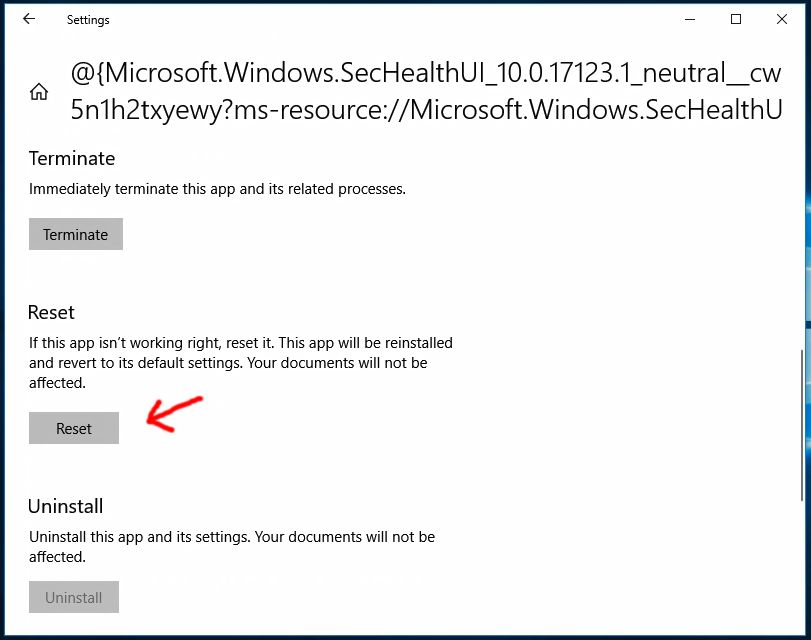 Settings
@{Microsoft.Windows.SecHealthUI_10.0.17123.1_neutral__cw
5n1h2txyewy?ms-resource://Microsoft.Windows.SecHealthU
Terminate
Immediately terminate this app and its related processes.
Terminate
Reset
If this app isn’t working right, reset it. This app will be reinstalled
and revert to its default settings. Your documents will not be
affected.
Reset
Uninstall
Uninstall this app and its settings. Your documents will not be
affected.
Uninstall